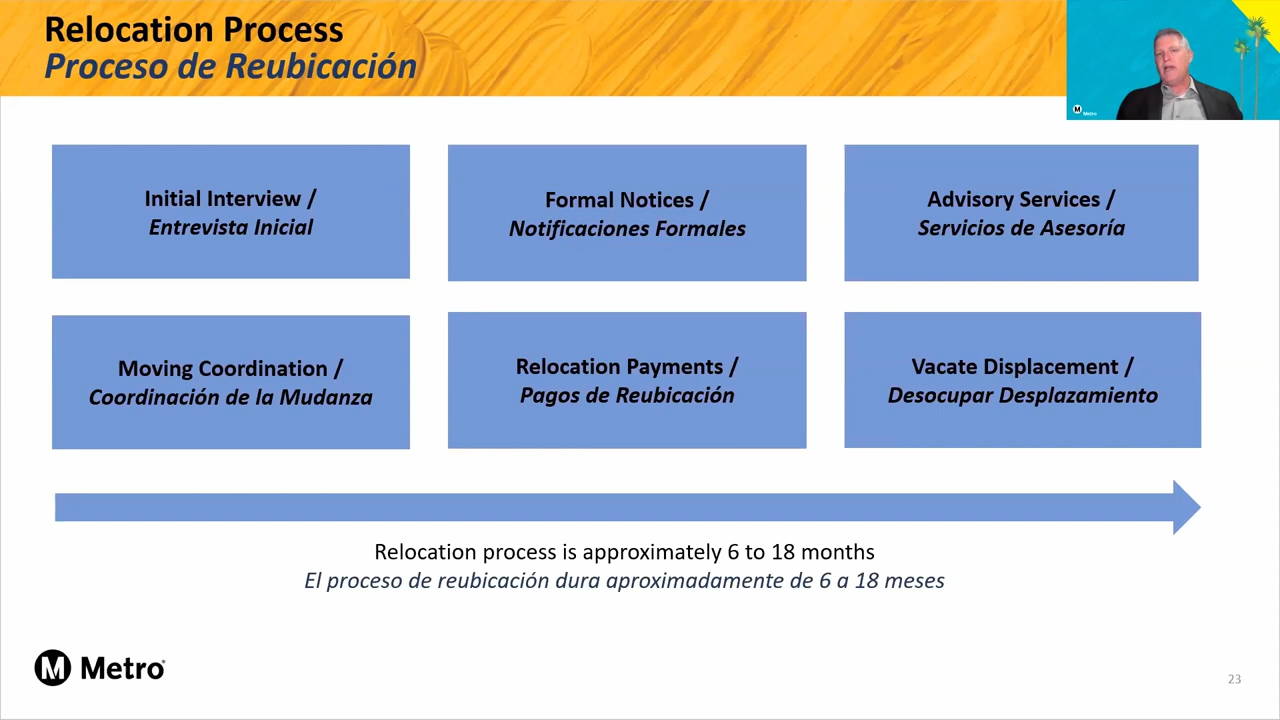 Relocation Process
Proceso de Reubicación
M Metro
Initial Interview /
Entrevista Inicial
Formal Notices /
Notificaciones Formales
Advisory Services /
Servicios de Asesoría
Moving Coordination /
Coordinación de la Mudanza
Relocation Payments /
Pagos de Reubicación
Vacate Displacement /
Desocupar Desplazamiento
Relocation process is approximately 6 to 18 months
El proceso de reubicación dura aproximadamente de 6 a 18 meses
M Metro
23